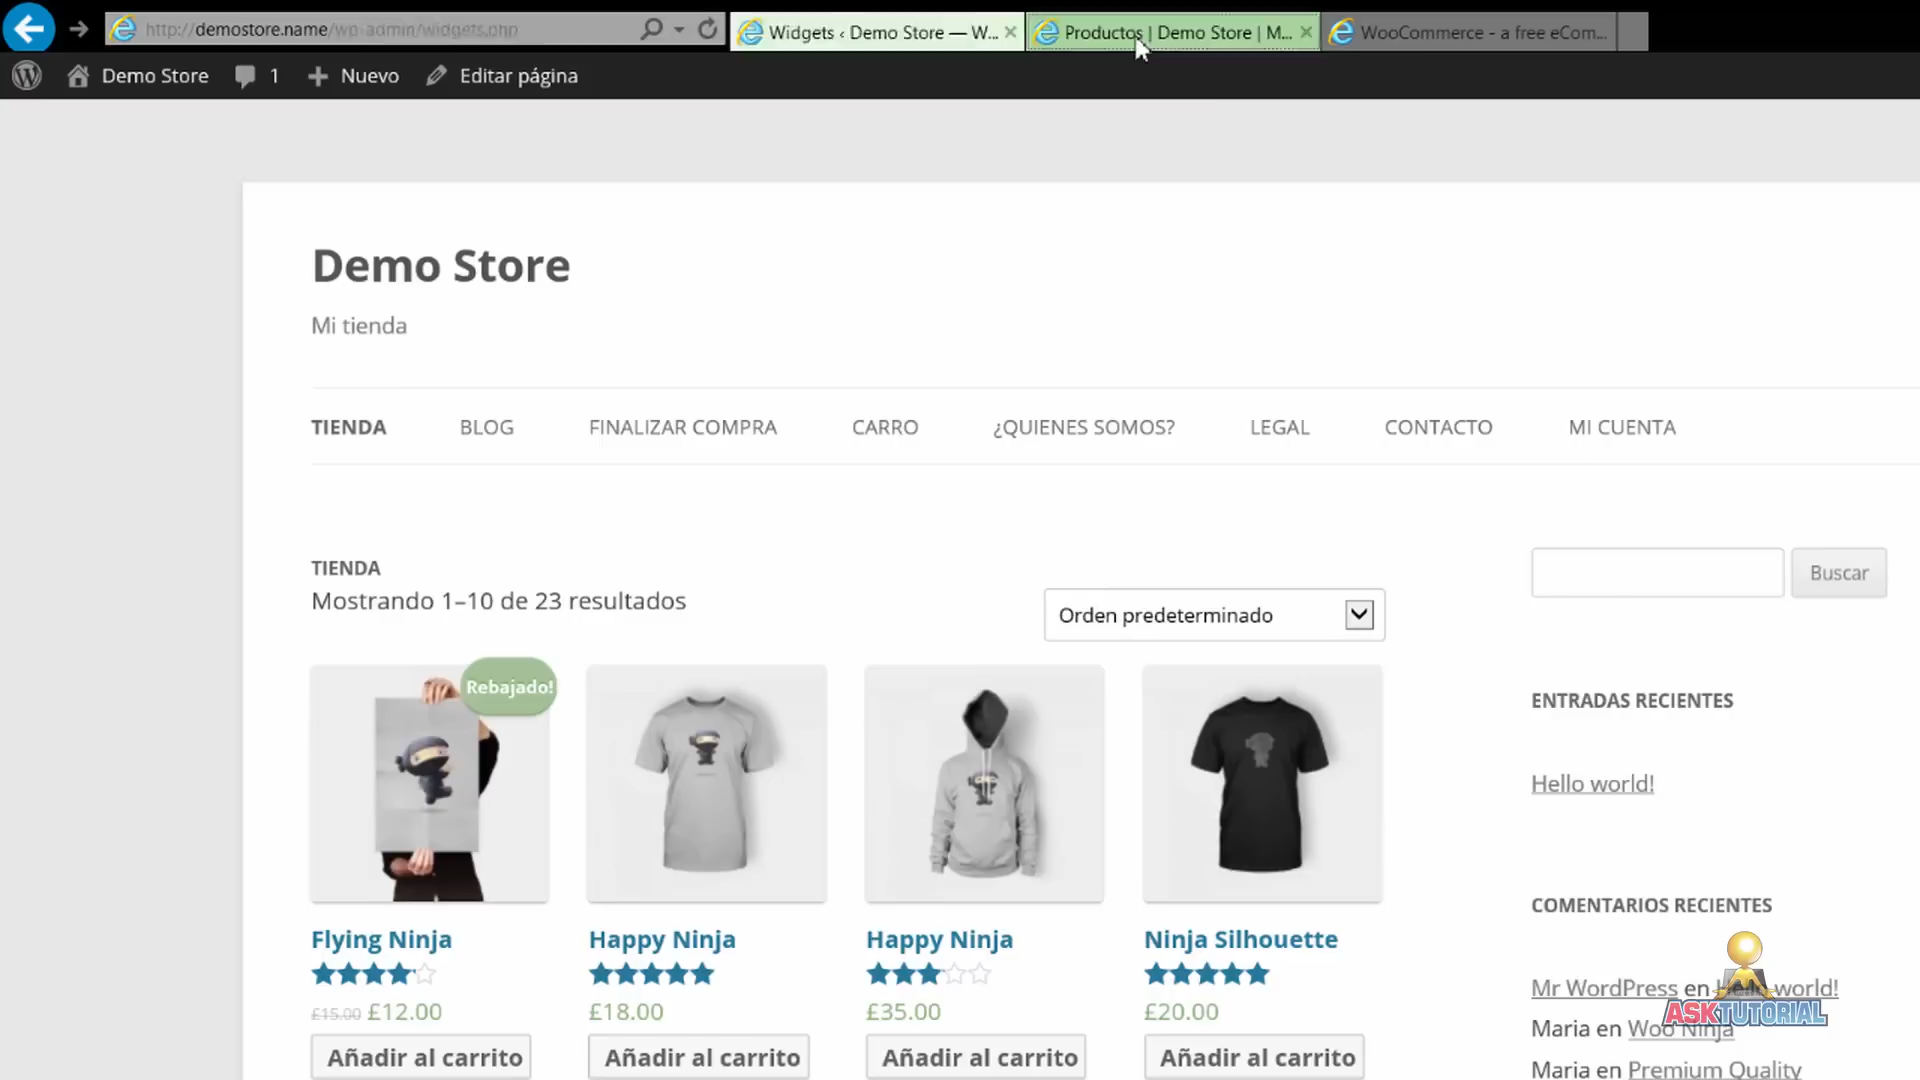 http://demostore.name/wp-admin/widgets.php
Widgets ‹ Demo Store — W...
Productos | Demo Store | M...
WooCommerce - a free eCom...
Demo Store
1
Nuevo
Editar página
Demo Store
Mi tienda
TIENDA
BLOG
FINALIZAR COMPRA
CARRO
¿QUIENES SOMOS?
LEGAL
CONTACTO
MI CUENTA
TIENDA
Mostrando 1–10 de 23 resultados
Orden predeterminado
Buscar
Rebajado!
Flying Ninja
£15.00 £12.00
Añadir al carrito
Happy Ninja
£18.00
Añadir al carrito
Happy Ninja
£35.00
Añadir al carrito
Ninja Silhouette
£20.00
Añadir al carrito
ENTRADAS RECIENTES
Hello world!
COMENTARIOS RECIENTES
Mr WordPress en Hello world!
Maria en Woo Ninja
Maria en Premium Quality
ASKTUTORIAL